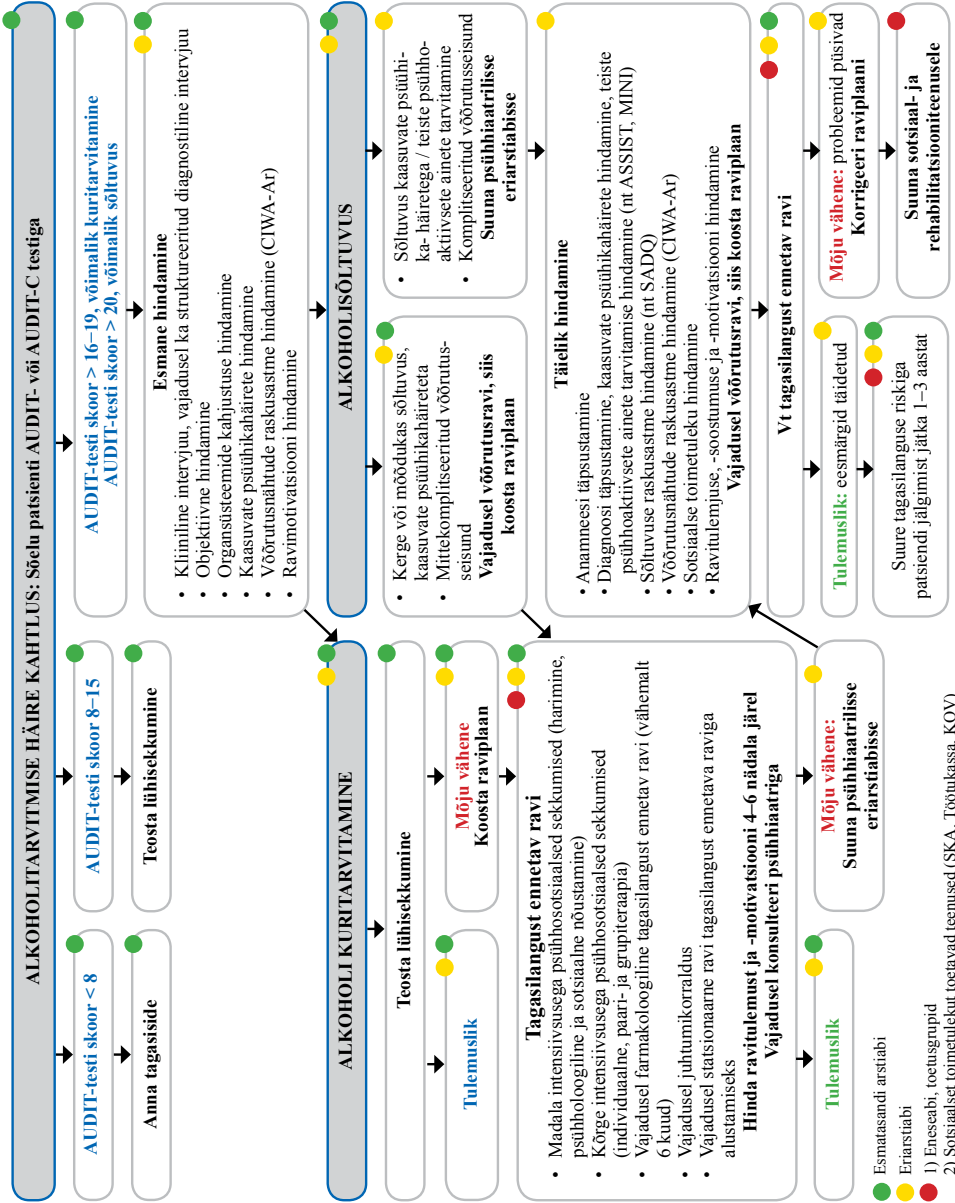 ALKOHOLITARVITMISE HÄIRE KAHTLUS: Sõelu patsienti AUDIT- või AUDIT-C testiga
AUDIT-testi skoor < 8
Anna tagasiside
AUDIT-testi skoor 8–15
Teosta lühisekkumine
AUDIT-testi skoor > 16–19, võimalik kuritarvitamine
AUDIT-testi skoor > 20, võimalik sõltuvus
Esmane hindamine
• Kliiniline intervjuu, vajadusel ka struktureeritud diagnostiline intervjuu
• Objektiivne hindamine
• Organsüsteemide kahjustuse hindamine
• Kaasuvate psüühikahäirete hindamine
• Võõrutusnähtude raskusastme hindamine (CIWA-Ar)
• Ravimotivatsiooni hindamine
ALKOHOLI KURITARVITAMINE
Teosta lühisekkumine
Tulemuslik
Mõju vähene
Koosta raviplaan
Tagasilangust ennetav ravi
• Madala intensiivsusega psühhosotsiaalsed sekkumised (harimine,
psühholoogiline ja sotsiaalne nõustamine)
• Kõrge intensiivsusega psühhosotsiaalsed sekkumised
(individuaalne, paari- ja grupiteraapia)
• Vajadusel farmakoloogiline tagasilangust ennetav ravi (vähemalt
6 kuud)
• Vajadusel juhtumikorraldus
• Vajadusel statsionaarne ravi tagasilangust ennetava raviga
alustamiseks
Hinda ravitulemust ja -motivatsiooni 4–6 nädala järel
Vajadusel konsulteeri psühhiaatriga
Tulemuslik
Mõju vähene:
Suuna psühhiaatrilisse
eriarstiabisse
ALKOHOLISÕLTUVUS
• Kerge või mõõdukas sõltuvus,
kaasuvate psüühikahäireteta
• Mittekomplitseeritud võõrutus-
seisund
Vajadusel võõrutusravi, siis
koosta raviplaan
• Sõltuvus kaasuvate psüühi-
ka- häiretega / teiste psühho-
aktiivsete ainete tarvitamine
• Komplitseeritud võõrutusseisund
Suuna psühhiaatrilisse
eriarstiabisse
Täielik hindamine
• Anamneesi täpsustamine
• Diagnoosi täpsustamine, kaasuvate psüühikahäirete hindamine, teiste
psühhoaktiivsete ainete tarvitamise hindamine (nt ASSIST, MINI)
• Sõltuvuse raskusastme hindamine (nt SADQ)
• Võõrutusnähtude raskusastme hindamine (CIWA-Ar)
• Sotsiaalse toimetuleku hindamine
• Ravitulemjuse, -soostumuse ja -motivatsiooni hindamine
Vajadusel võõrutusravi, siis koosta raviplaan
Vt tagasilangust ennetav ravi
Tulemuslik: eesmärgid täidetud
Suure tagasilanguse riskiga
patsiendi jälgimist jätka 1–3 aastat
Mõju vähene: probleemid püsivad
Korrigeeri raviplaani
Suuna sotsiaal- ja
rehabilitatsiooniteenusele
Esmatasandi arstiabi
Eriarstiabi
1) Eneseabi, toetusgrupid
2) Sotsiaalset toimetulekut toetavad teenused (SKA, Töötukassa, KOV)